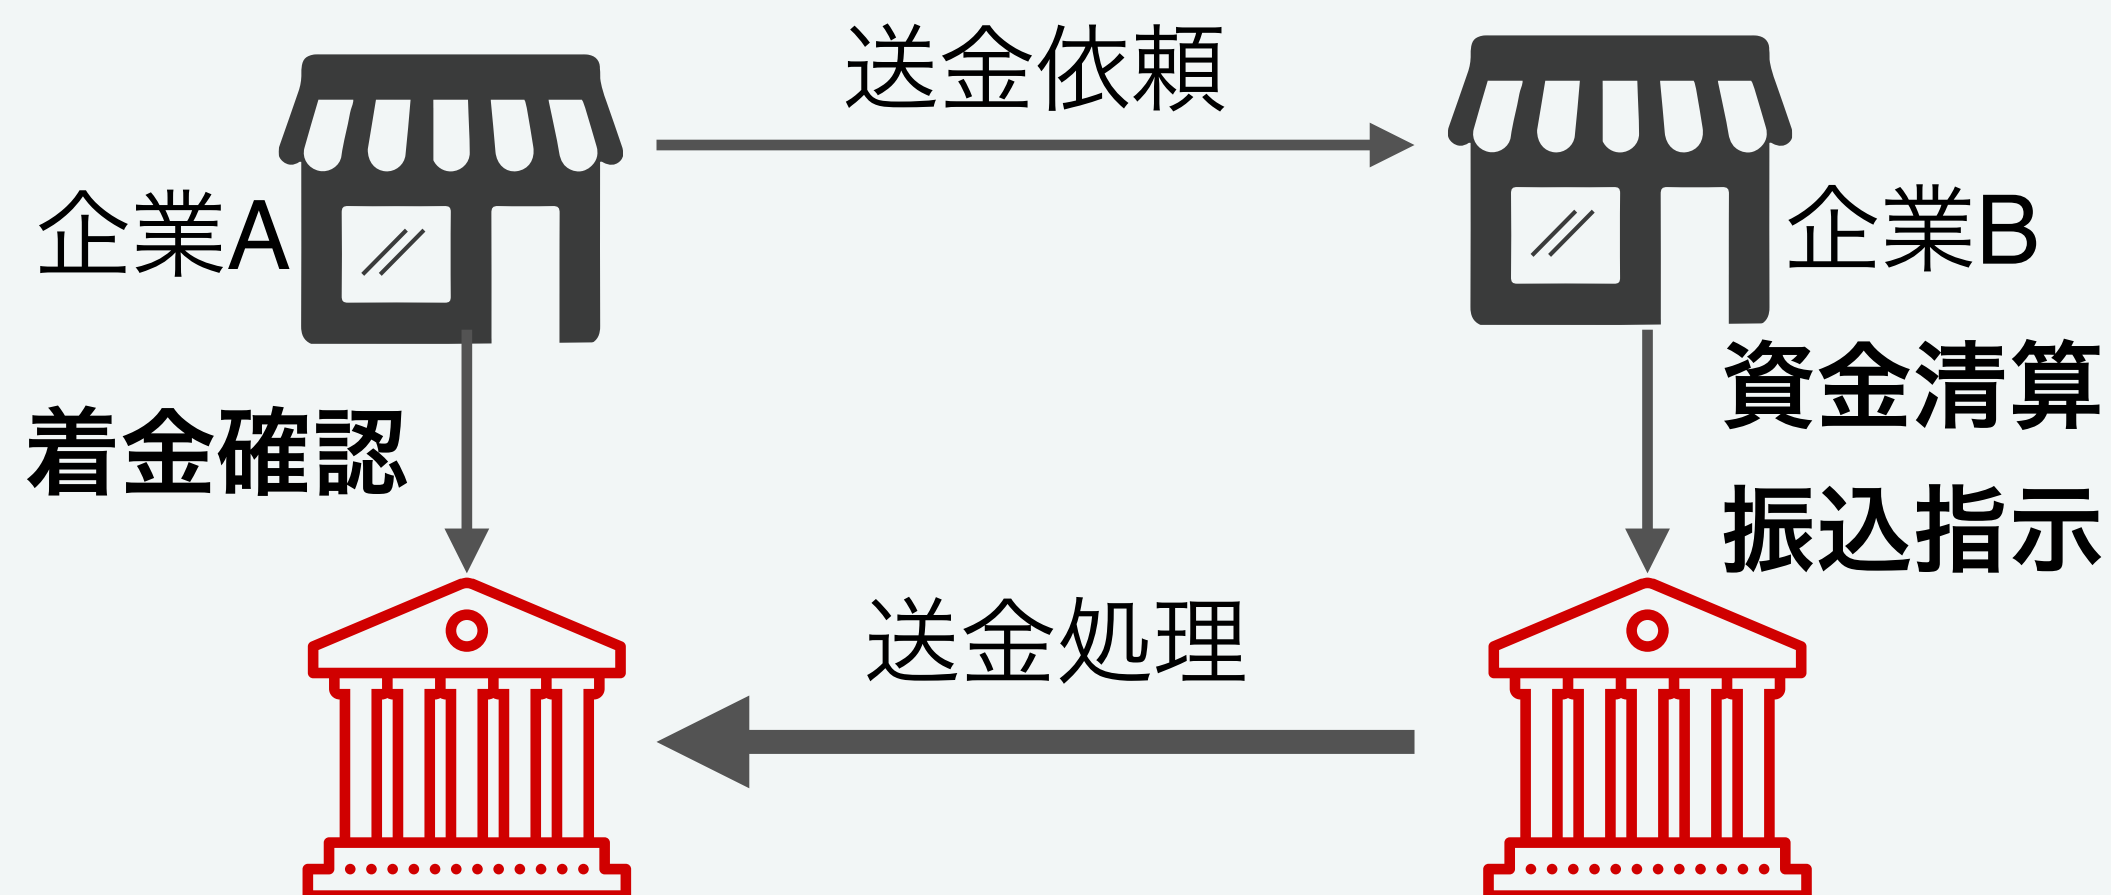 送金依頼
企業A
企業B
着金確認
資金清算
振込指示
送金処理